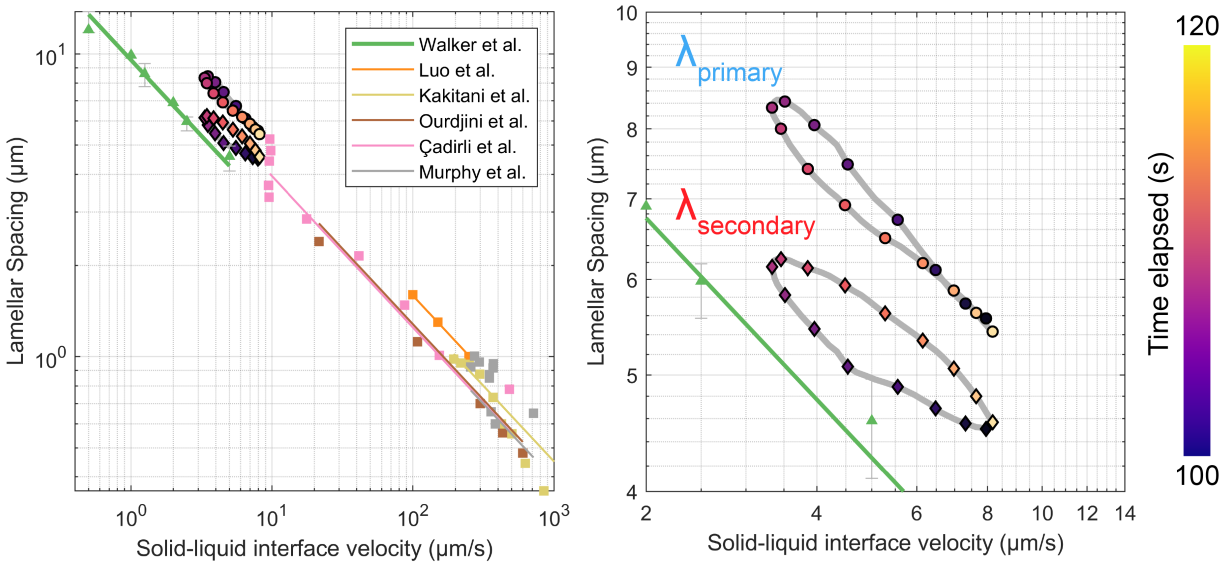 Lamellar Spacing (μm)
10¹
10⁰
10⁰
10¹
10²
10³
Solid-liquid interface velocity (μm/s)
Walker et al.
Luo et al.
Kakitani et al.
Ourdjini et al.
Çadirli et al.
Murphy et al.
Lamellar Spacing (μm)
10
9
8
7
6
5
4
2
4
6
8
10
12
14
Solid-liquid interface velocity (μm/s)
λprimary
λsecondary
Time elapsed (s)
120
100